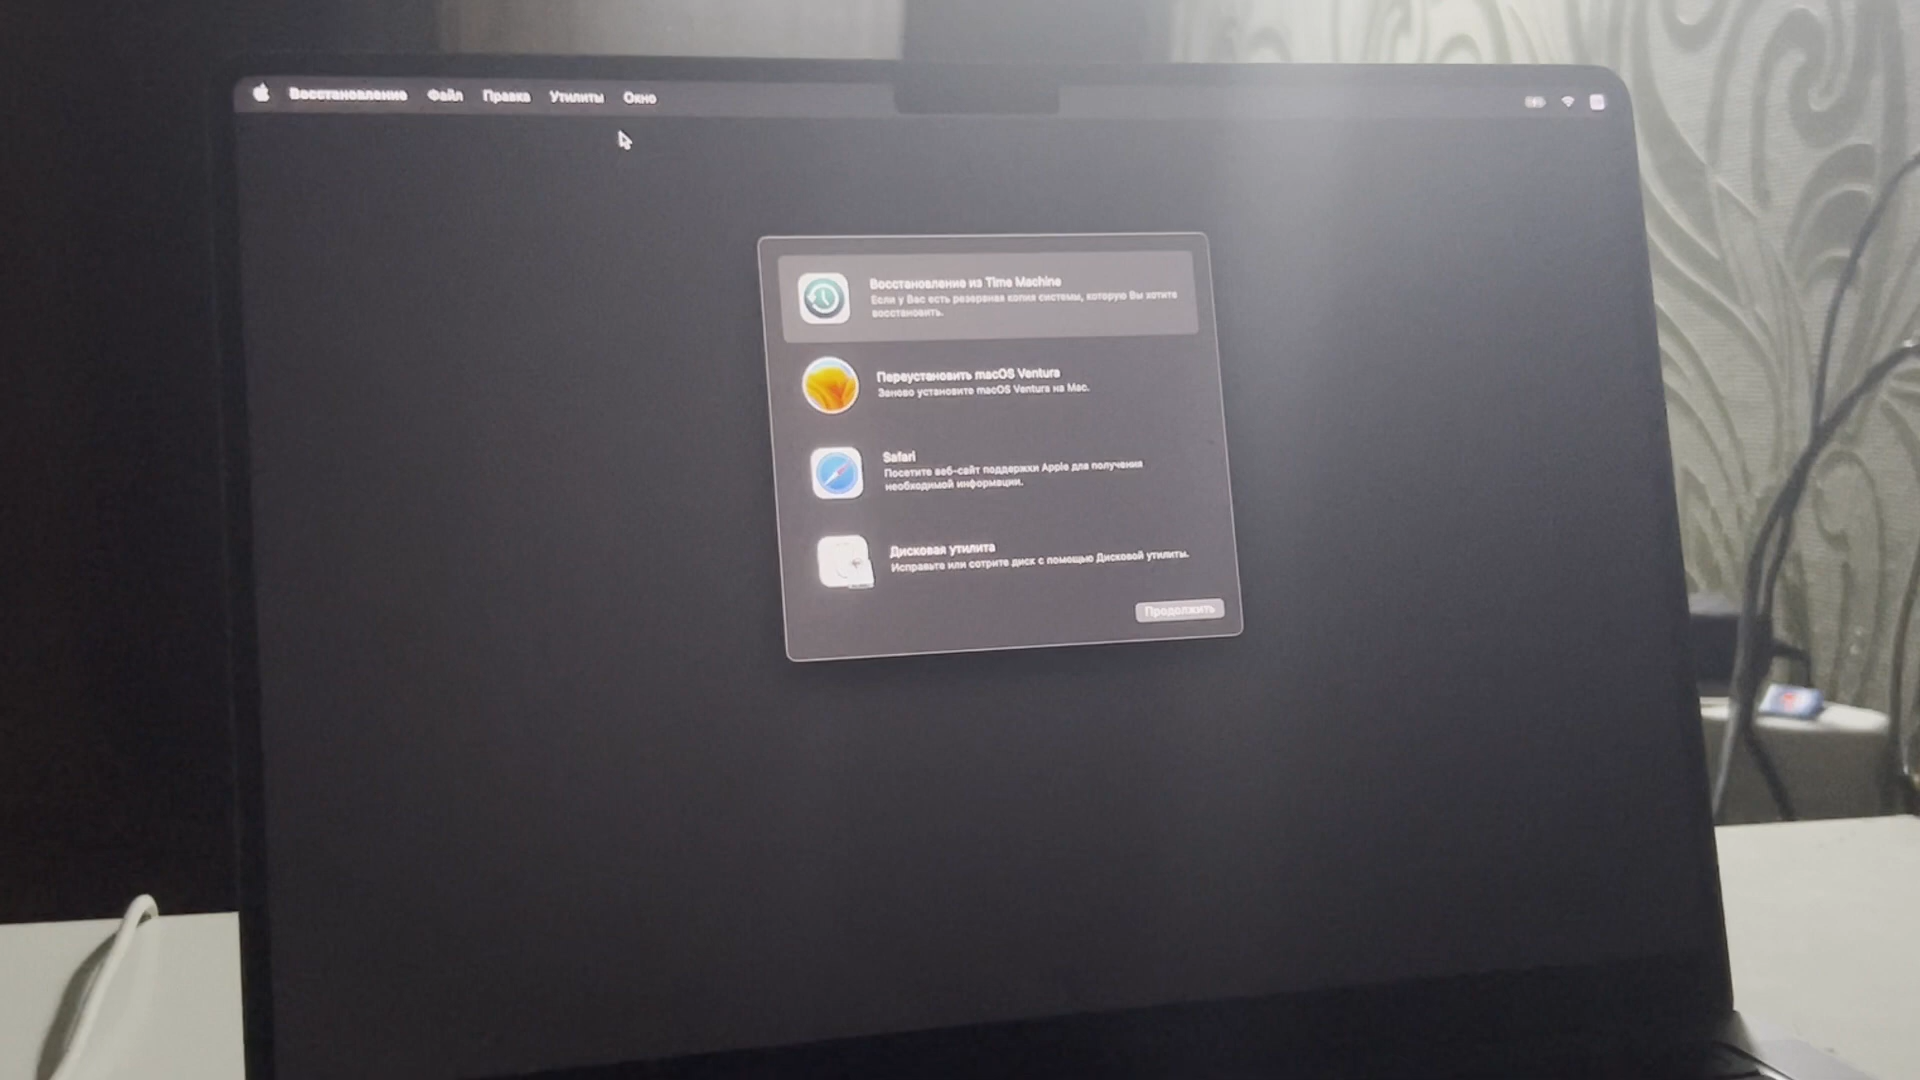 Восстановление Файл Правка Утилиты Окно
Восстановление из Time Machine
Если у Вас есть резервная копия системы, которую Вы хотите
восстановить.
Переустановить macOS Ventura
Заново установите macOS Ventura на Mac.
Safari
Посетите веб-сайт поддержки Apple для получения
необходимой информации.
Дисковая утилита
Исправьте или сотрите диск с помощью Дисковой утилиты.
Продолжить